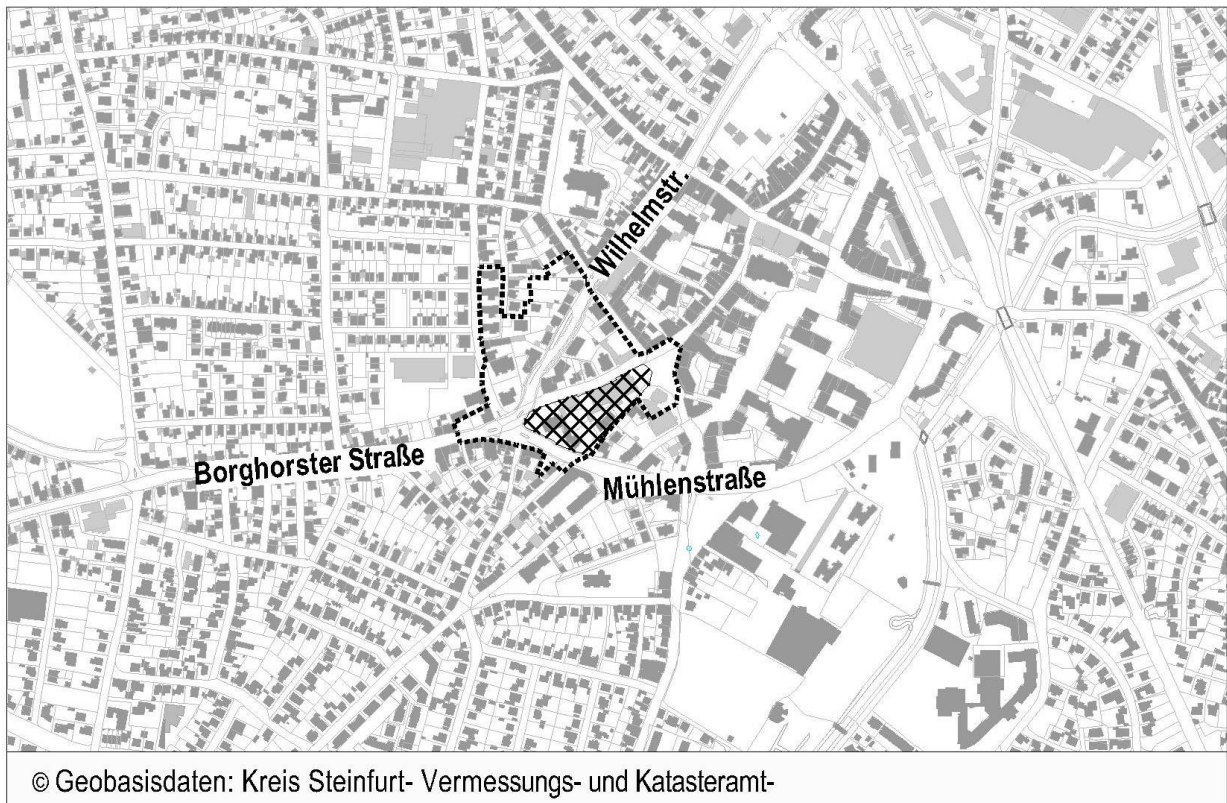 Wilhelmstr.
Borghorster Straße
Mühlenstraße
© Geobasisdaten: Kreis Steinfurt- Vermessungs- und Katasteramt-